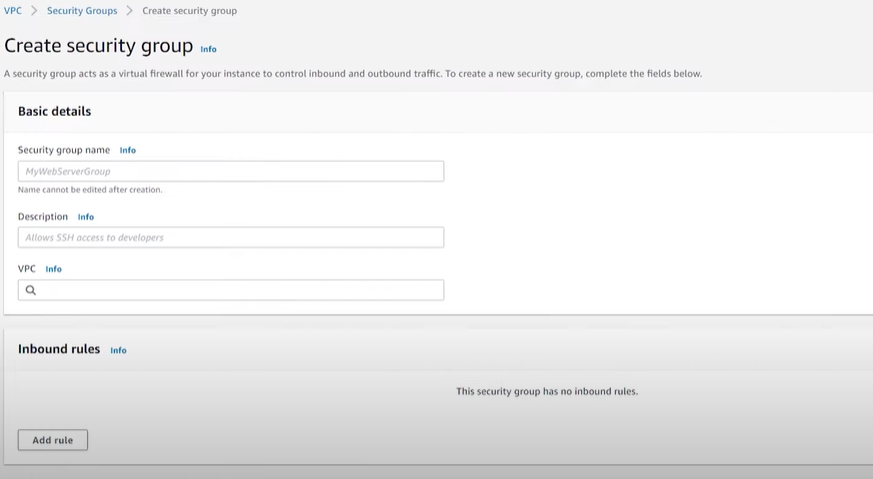 VPC > Security Groups > Create security group
Create security group Info
A security group acts as a virtual firewall for your instance to control inbound and outbound traffic. To create a new security group, complete the fields below.
Basic details
Security group name Info
MyWebServerGroup
Name cannot be edited after creation.
Description Info
Allows SSH access to developers
VPC Info
Inbound rules Info
This security group has no inbound rules.
Add rule